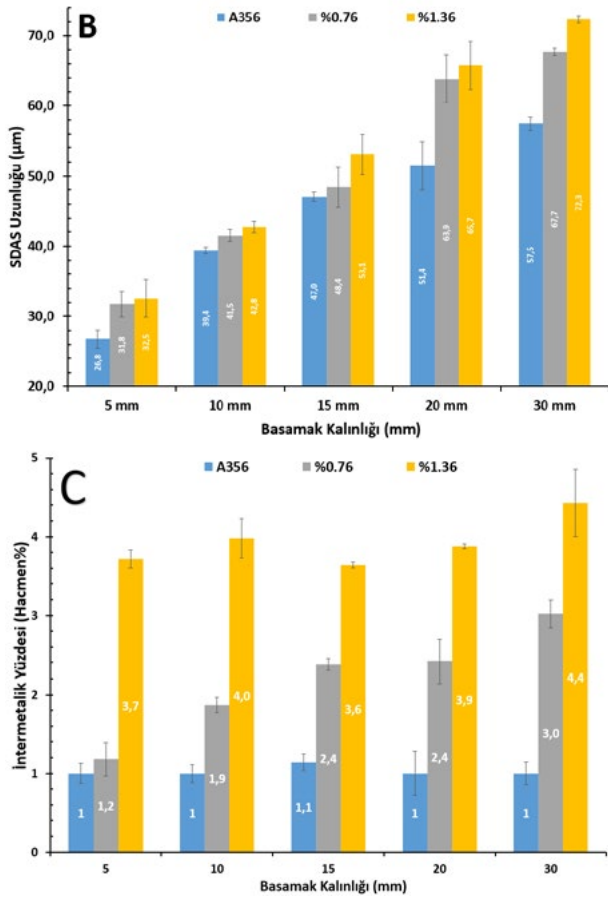 B
A356 %0.76 %1.36
SDAS Uzunluğu (µm)
70,0
60,0
50,0
40,0
30,0
20,0
26,8 31,8 32,5
39,4 41,5 42,8
47,0 48,4 53,1
51,4 63,8 65,7
57,5 67,7 72,3
5 mm 10 mm 15 mm 20 mm 30 mm
Basamak Kalınlığı (mm)
C
A356 %0.76 %1.36
İntermetalik Yüzdesi (Hacmen%)
5
4
3
2
1
0
1 1,2 3,7
1 1,9 4,0
1,1 2,4 3,6
1 2,4 3,9
1 3,0 4,4
5 10 15 20 30
Basamak Kalınlığı (mm)